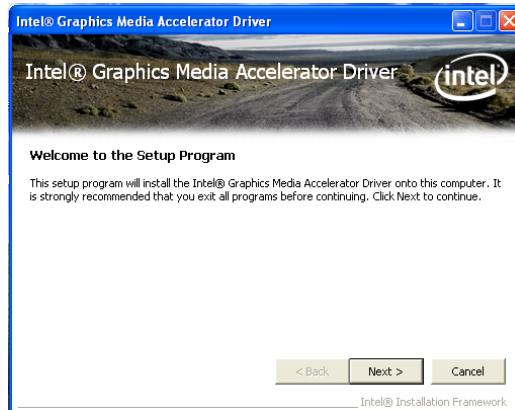 Intel® Graphics Media Accelerator Driver
Intel® Graphics Media Accelerator Driver
intel
Welcome to the Setup Program
This setup program will install the Intel® Graphics Media Accelerator Driver onto this computer. It
is strongly recommended that you exit all programs before continuing. Click Next to continue.
< Back
Next >
Cancel
Intel® Installation Framework